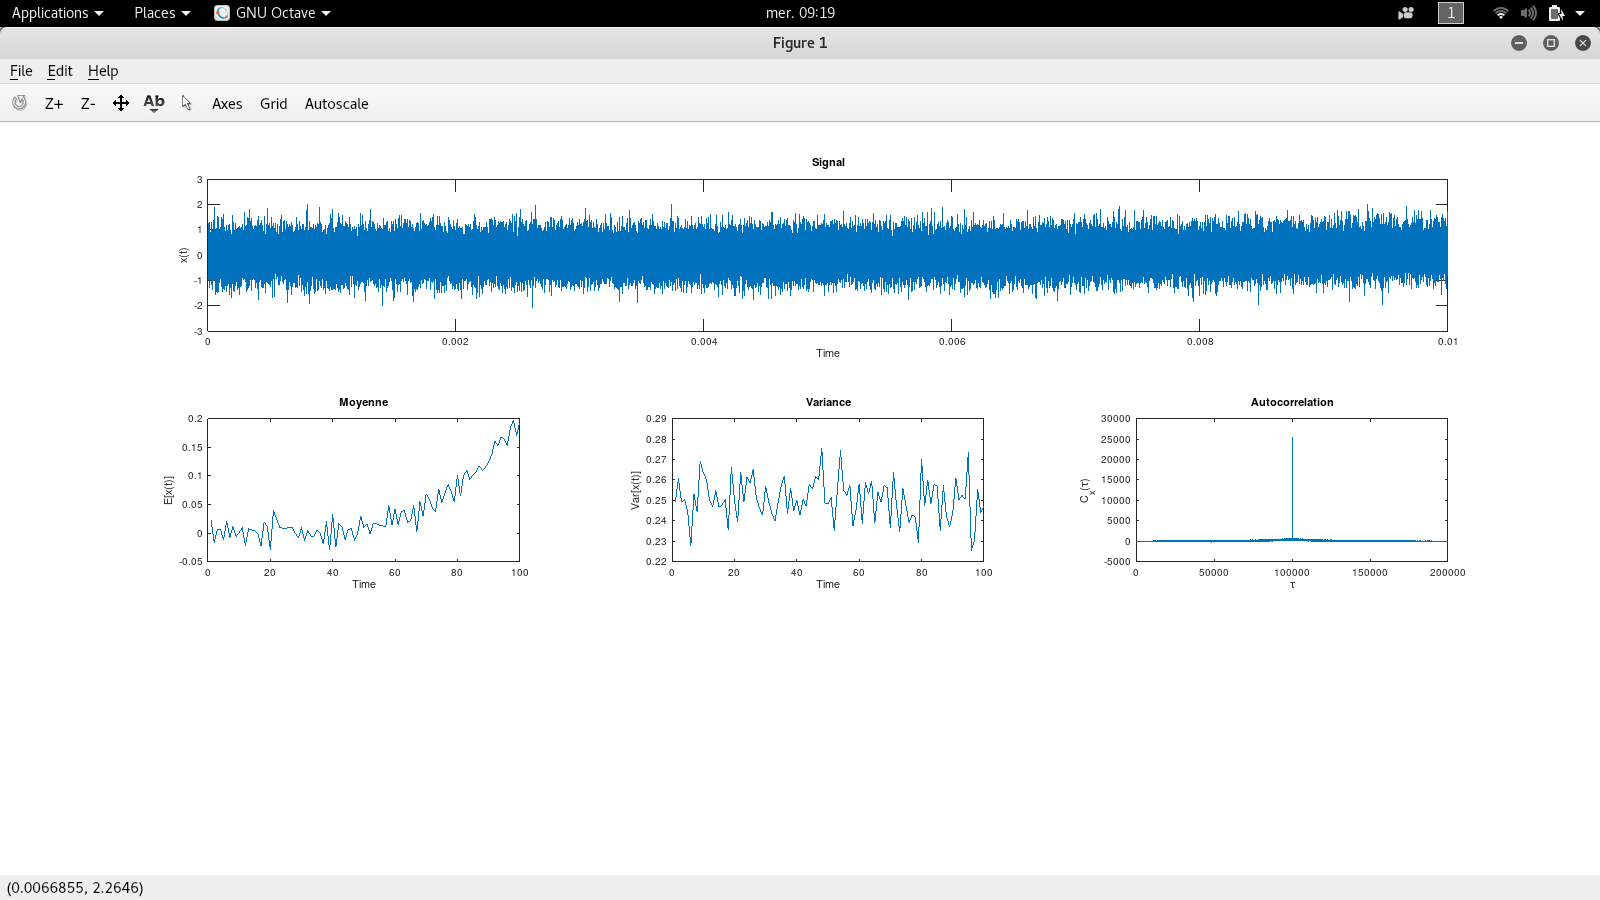 Applications Places GNU Octave mer. 09:19 1
Figure 1
File Edit Help
Z+ Z- Ab Axes Grid Autoscale
Signal
3
2
1
0
-1
-2
-3
x(t)
0 0.002 0.004 0.006 0.008 0.01
Time
Moyenne
0.2
0.15
0.1
0.05
0
-0.05
E[x(t)]
0 20 40 60 80 100
Time
Variance
0.29
0.28
0.27
0.26
0.25
0.24
0.23
0.22
Var[x(t)]
0 20 40 60 80 100
Time
Autocorrelation
30000
25000
20000
15000
10000
5000
0
-5000
Cx(τ)
0 50000 100000 150000 200000
τ
(0.0066855, 2.2646)